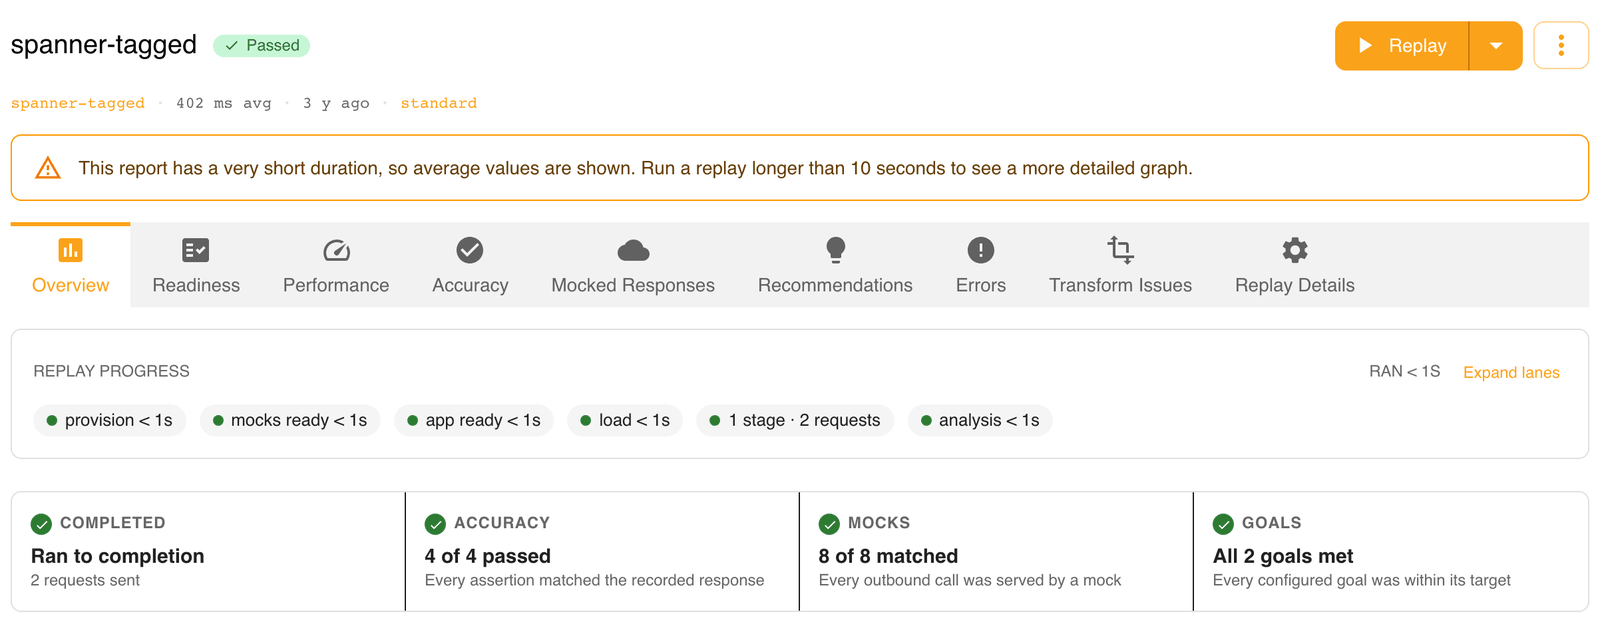 spanner-tagged
Passed
Replay
spanner-tagged · 402 ms avg · 3 y ago · standard
This report has a very short duration, so average values are shown. Run a replay longer than 10 seconds to see a more detailed graph.
Overview
Readiness
Performance
Accuracy
Mocked Responses
Recommendations
Errors
Transform Issues
Replay Details
REPLAY PROGRESS
RAN < 1S
Expand lanes
provision < 1s
mocks ready < 1s
app ready < 1s
load < 1s
1 stage · 2 requests
analysis < 1s
COMPLETED
Ran to completion
2 requests sent
ACCURACY
4 of 4 passed
Every assertion matched the recorded response
MOCKS
8 of 8 matched
Every outbound call was served by a mock
GOALS
All 2 goals met
Every configured goal was within its target